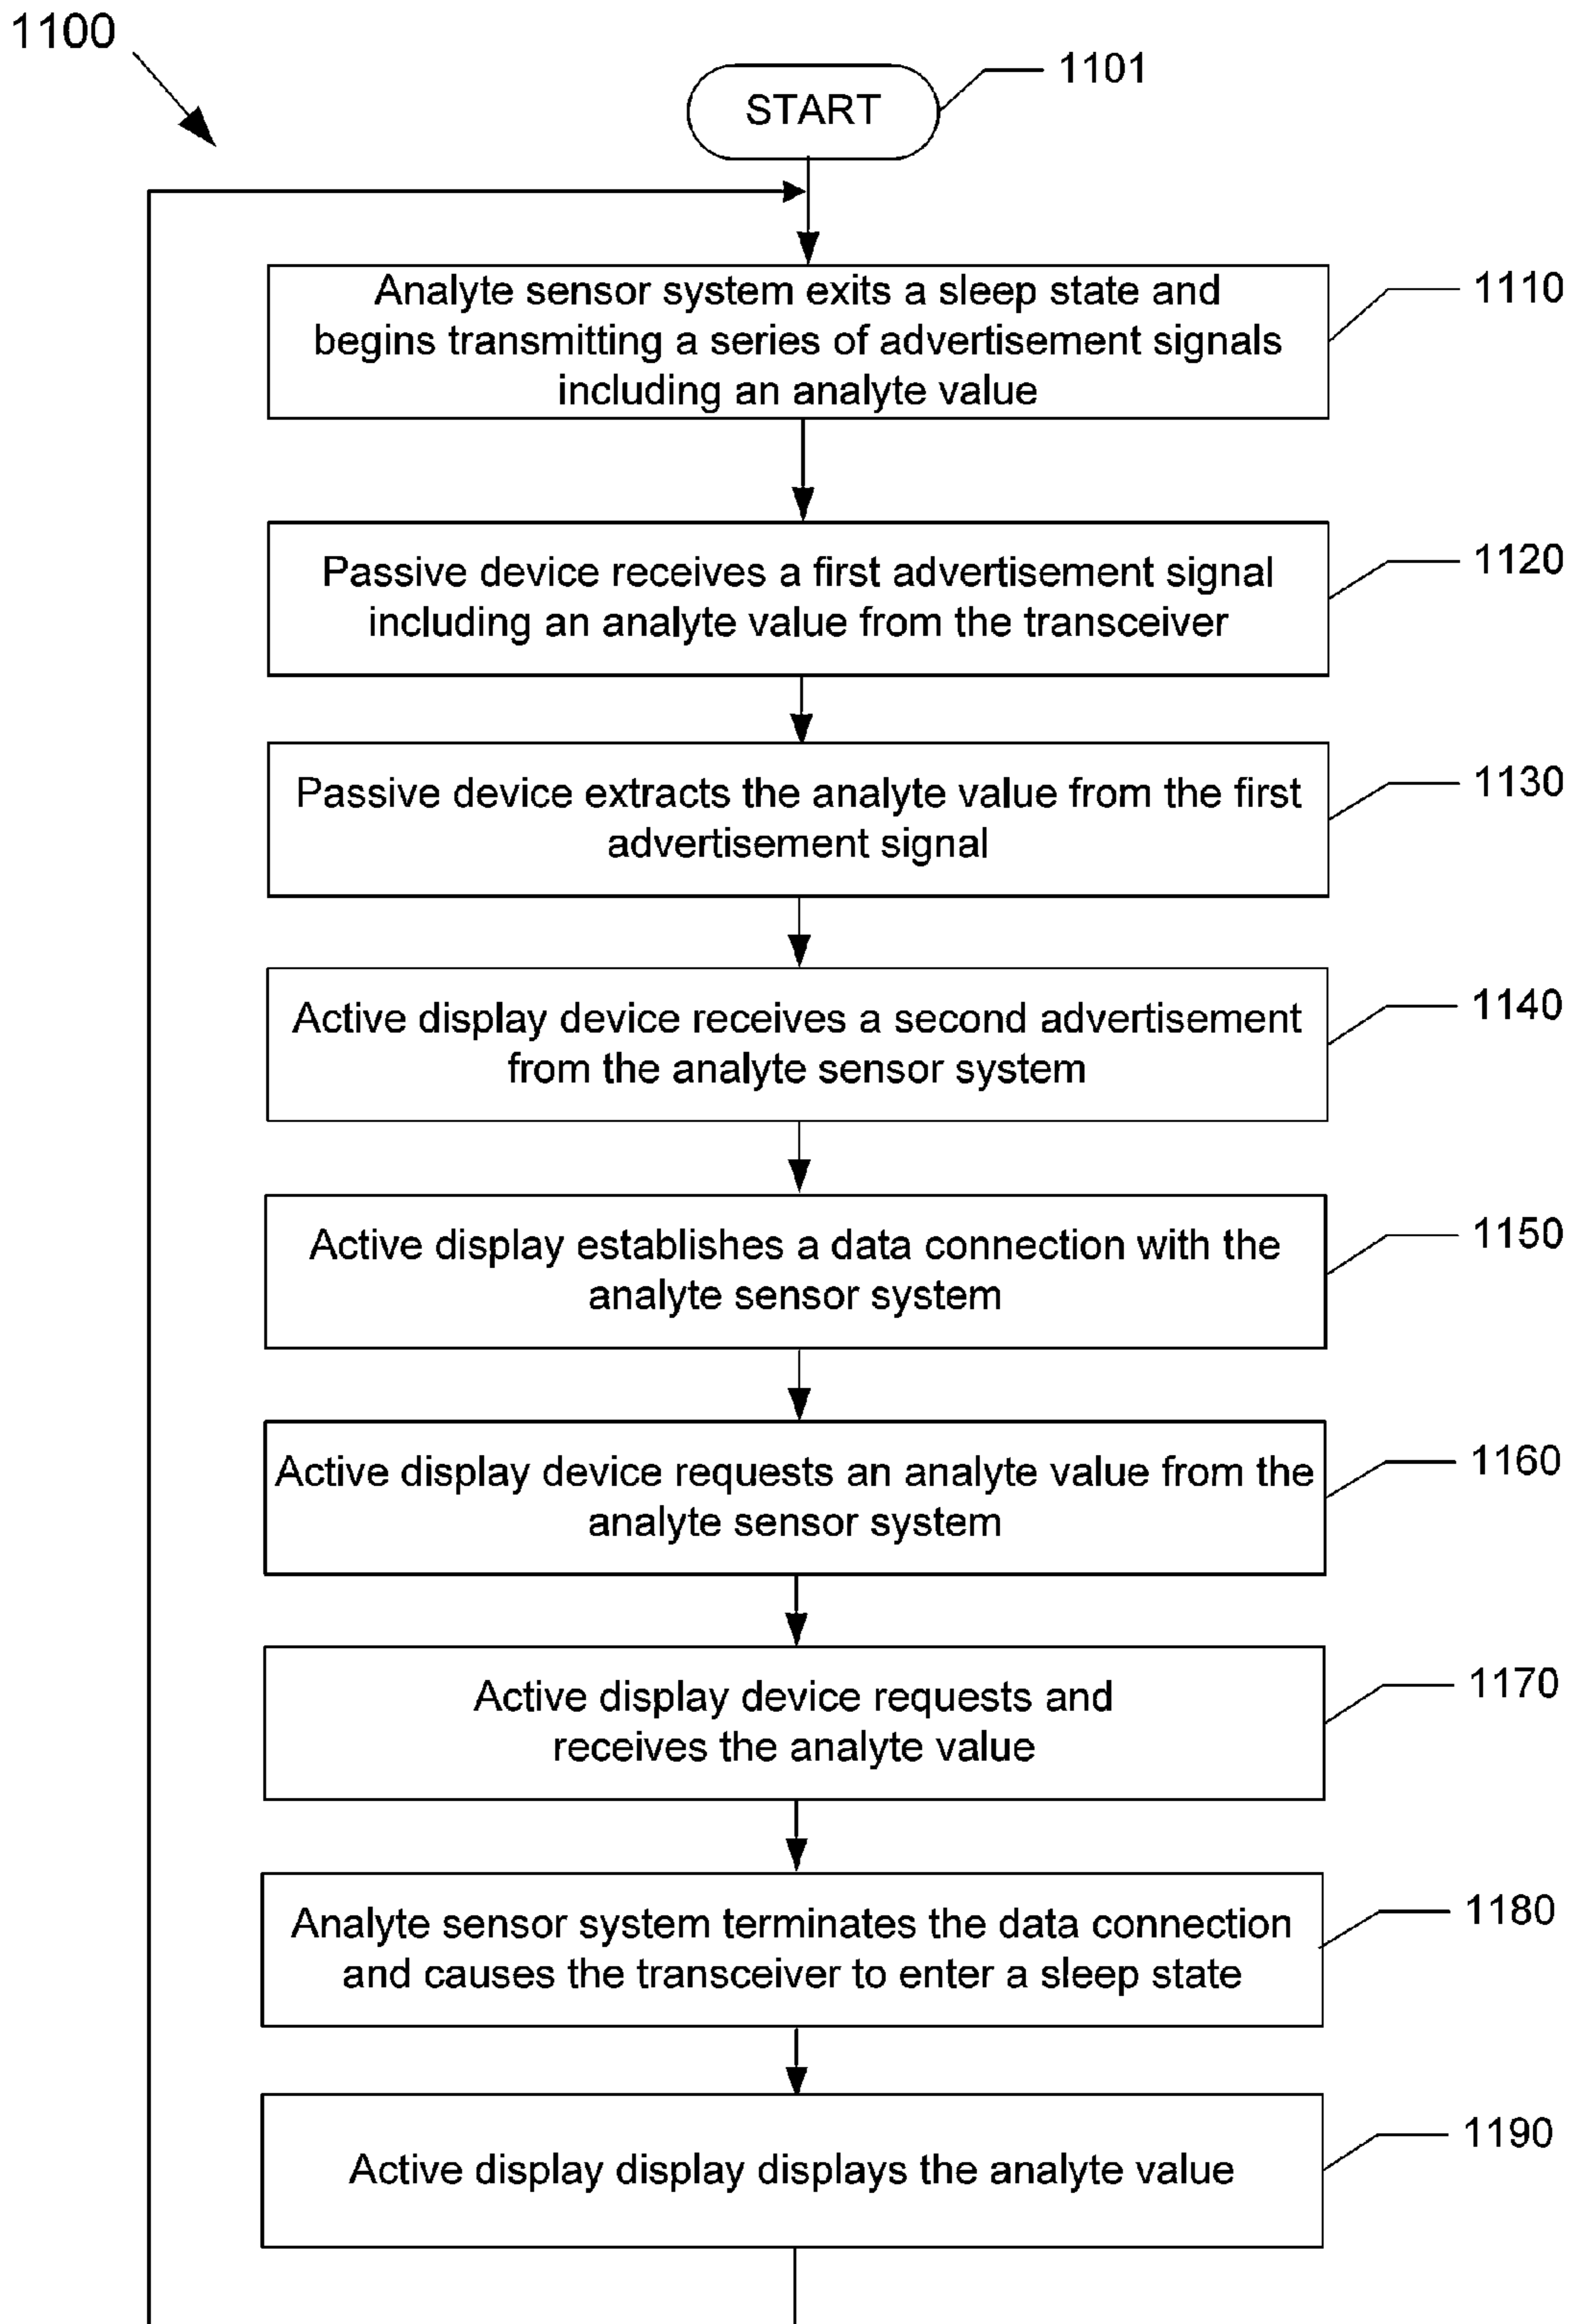 1100
START
1101
Analyte sensor system exits a sleep state and
begins transmitting a series of advertisement signals
including an analyte value
1110
Passive device receives a first advertisement signal
including an analyte value from the transceiver
1120
Passive device extracts the analyte value from the first
advertisement signal
1130
Active display device receives a second advertisement
from the analyte sensor system
1140
Active display establishes a data connection with the
analyte sensor system
1150
Active display device requests an analyte value from the
analyte sensor system
1160
Active display device requests and
receives the analyte value
1170
Analyte sensor system terminates the data connection
and causes the transceiver to enter a sleep state
1180
Active display display displays the analyte value
1190